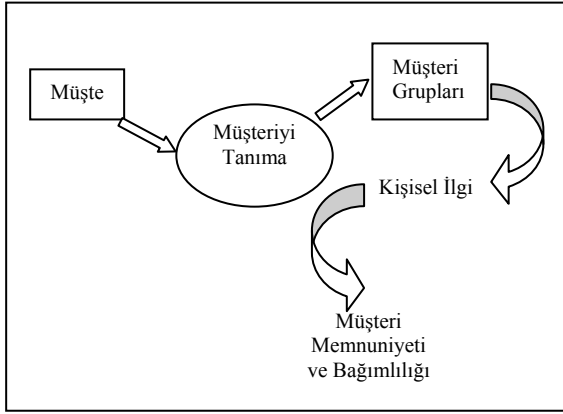 Müşte
Müşteriyi
Tanıma
Müşteri
Grupları
Kişisel İlgi
Müşteri
Memnuniyeti
ve Bağımlılığı